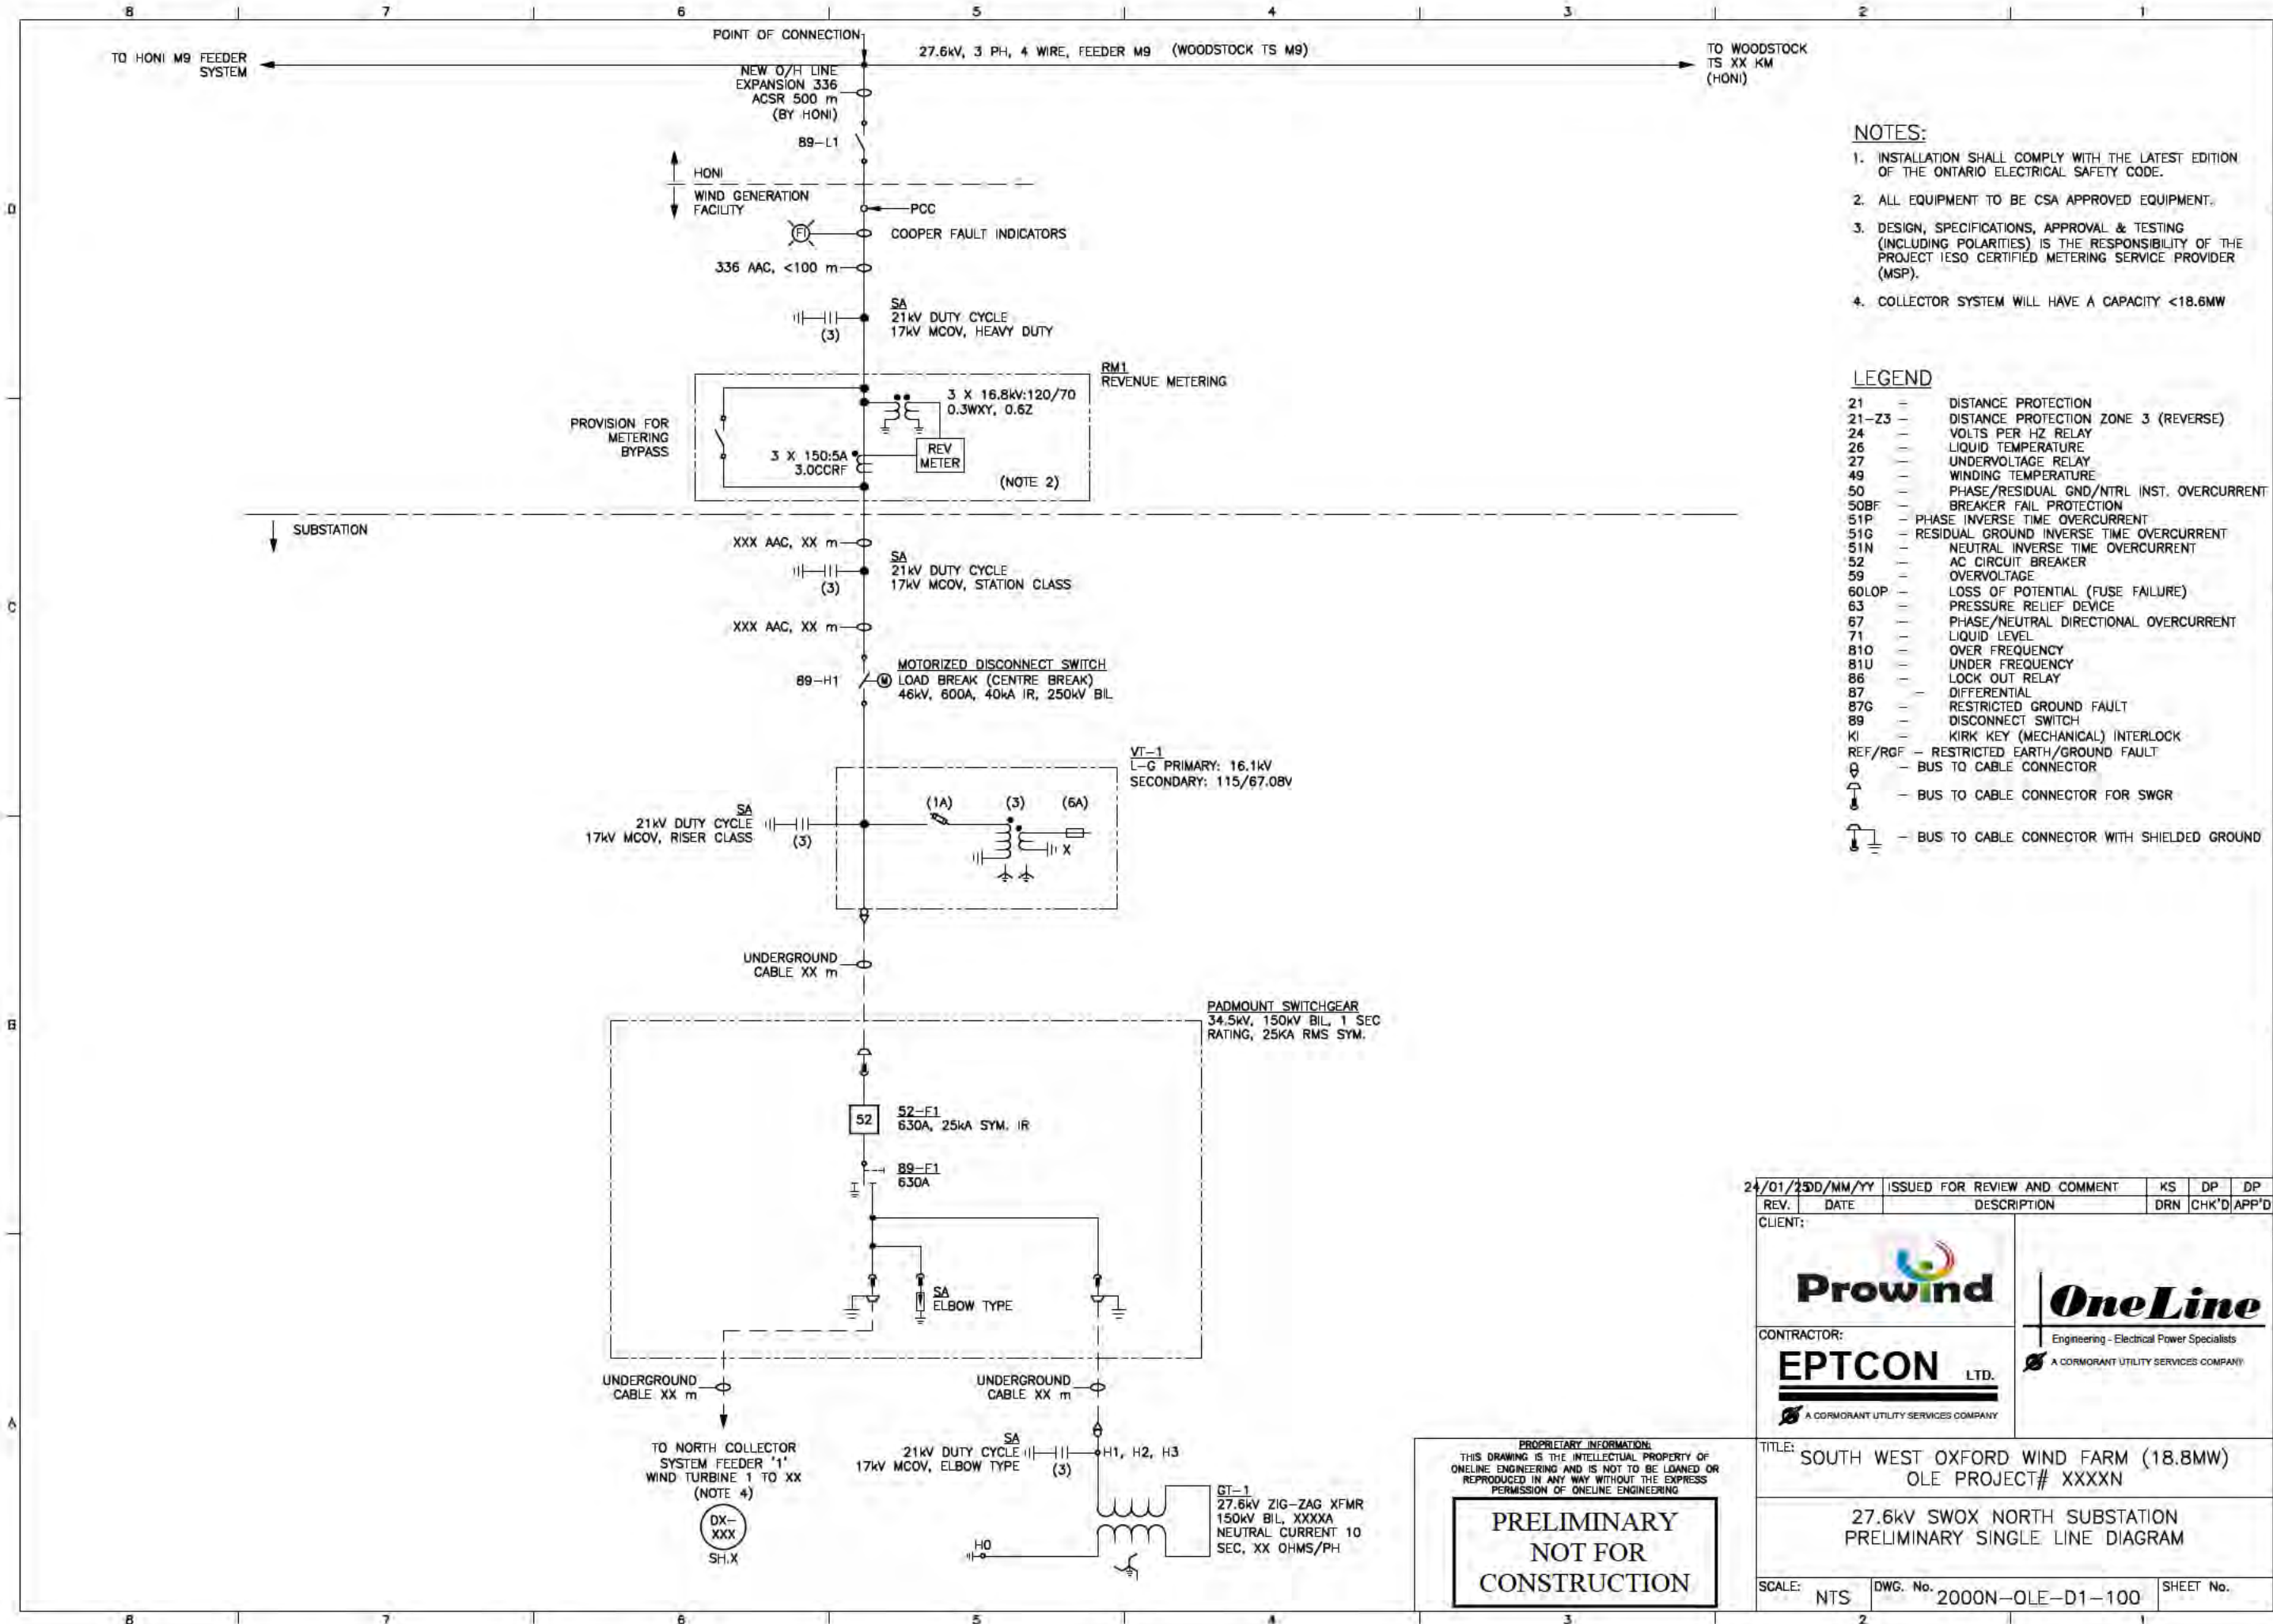 8 7 6 5 4 3 2 1
TO HONI M9 FEEDER
SYSTEM
POINT OF CONNECTION
27.6kV, 3 PH, 4 WIRE, FEEDER M9 (WOODSTOCK TS M9)
TO WOODSTOCK
TS XX KM
(HONI)
NEW O/H LINE
EXPANSION 336
ACSR 500 m
(BY HONI)
89-L1
HONI
WIND GENERATION
FACILITY
PCC
FI
COOPER FAULT INDICATORS
336 AAC, <100 m
SA
21kV DUTY CYCLE
17kV MCOV, HEAVY DUTY
(3)
RM1
REVENUE METERING
3 X 16.8kV:120/70
0.3WXY, 0.6Z
PROVISION FOR
METERING
BYPASS
3 X 150:5A
3.0CCRF
REV
METER
(NOTE 2)
SUBSTATION
XXX AAC, XX m
SA
21kV DUTY CYCLE
17kV MCOV, STATION CLASS
(3)
XXX AAC, XX m
89-H1
M
MOTORIZED DISCONNECT SWITCH
LOAD BREAK (CENTRE BREAK)
46kV, 600A, 40kA IR, 250kV BIL
VT-1
L-G PRIMARY: 16.1kV
SECONDARY: 115/67.08V
(1A) (3) (6A)
X
SA
21kV DUTY CYCLE
17kV MCOV, RISER CLASS
(3)
UNDERGROUND
CABLE XX m
PADMOUNT SWITCHGEAR
34.5kV, 150kV BIL, 1 SEC
RATING, 25KA RMS SYM.
52
52-F1
630A, 25kA SYM. IR
89-F1
630A
SA
ELBOW TYPE
UNDERGROUND
CABLE XX m
UNDERGROUND
CABLE XX m
TO NORTH COLLECTOR
SYSTEM FEEDER '1'
WIND TURBINE 1 TO XX
(NOTE 4)
DX-
XXX
SH.X
SA
21kV DUTY CYCLE
17kV MCOV, ELBOW TYPE
(3)
H1, H2, H3
GT-1
27.6kV ZIG-ZAG XFMR
150kV BIL, XXXXA
NEUTRAL CURRENT 10
SEC, XX OHMS/PH
H0
NOTES:
1. INSTALLATION SHALL COMPLY WITH THE LATEST EDITION
OF THE ONTARIO ELECTRICAL SAFETY CODE.
2. ALL EQUIPMENT TO BE CSA APPROVED EQUIPMENT.
3. DESIGN, SPECIFICATIONS, APPROVAL & TESTING
(INCLUDING POLARITIES) IS THE RESPONSIBILITY OF THE
PROJECT IESO CERTIFIED METERING SERVICE PROVIDER
(MSP).
4. COLLECTOR SYSTEM WILL HAVE A CAPACITY <18.6MW
LEGEND
21 - DISTANCE PROTECTION
21-Z3 - DISTANCE PROTECTION ZONE 3 (REVERSE)
24 - VOLTS PER HZ RELAY
26 - LIQUID TEMPERATURE
27 - UNDERVOLTAGE RELAY
49 - WINDING TEMPERATURE
50 - PHASE/RESIDUAL GND/NTRL INST. OVERCURRENT
50BF - BREAKER FAIL PROTECTION
51P - PHASE INVERSE TIME OVERCURRENT
51G - RESIDUAL GROUND INVERSE TIME OVERCURRENT
51N - NEUTRAL INVERSE TIME OVERCURRENT
52 - AC CIRCUIT BREAKER
59 - OVERVOLTAGE
60LOP - LOSS OF POTENTIAL (FUSE FAILURE)
63 - PRESSURE RELIEF DEVICE
67 - PHASE/NEUTRAL DIRECTIONAL OVERCURRENT
71 - LIQUID LEVEL
81O - OVER FREQUENCY
81U - UNDER FREQUENCY
86 - LOCK OUT RELAY
87 - DIFFERENTIAL
87G - RESTRICTED GROUND FAULT
89 - DISCONNECT SWITCH
KI - KIRK KEY (MECHANICAL) INTERLOCK
REF/RGF - RESTRICTED EARTH/GROUND FAULT
- BUS TO CABLE CONNECTOR
- BUS TO CABLE CONNECTOR FOR SWGR
- BUS TO CABLE CONNECTOR WITH SHIELDED GROUND
D
C
B
A
24/01/25 DD/MM/YY ISSUED FOR REVIEW AND COMMENT KS DP DP
REV. DATE DESCRIPTION DRN CHK'D APP'D
CLIENT:
Prowind
OneLine
Engineering - Electrical Power Specialists
A CORMORANT UTILITY SERVICES COMPANY
CONTRACTOR:
EPTCON LTD.
A CORMORANT UTILITY SERVICES COMPANY
PROPRIETARY INFORMATION:
THIS DRAWING IS THE INTELLECTUAL PROPERTY OF
ONELINE ENGINEERING AND IS NOT TO BE LOANED OR
REPRODUCED IN ANY WAY WITHOUT THE EXPRESS
PERMISSION OF ONELINE ENGINEERING
PRELIMINARY
NOT FOR
CONSTRUCTION
TITLE: SOUTH WEST OXFORD WIND FARM (18.8MW)
OLE PROJECT# XXXXN
27.6kV SWOX NORTH SUBSTATION
PRELIMINARY SINGLE LINE DIAGRAM
SCALE: NTS DWG. No. 2000N-OLE-D1-100 SHEET No.
8 7 6 5 4 3 2 1